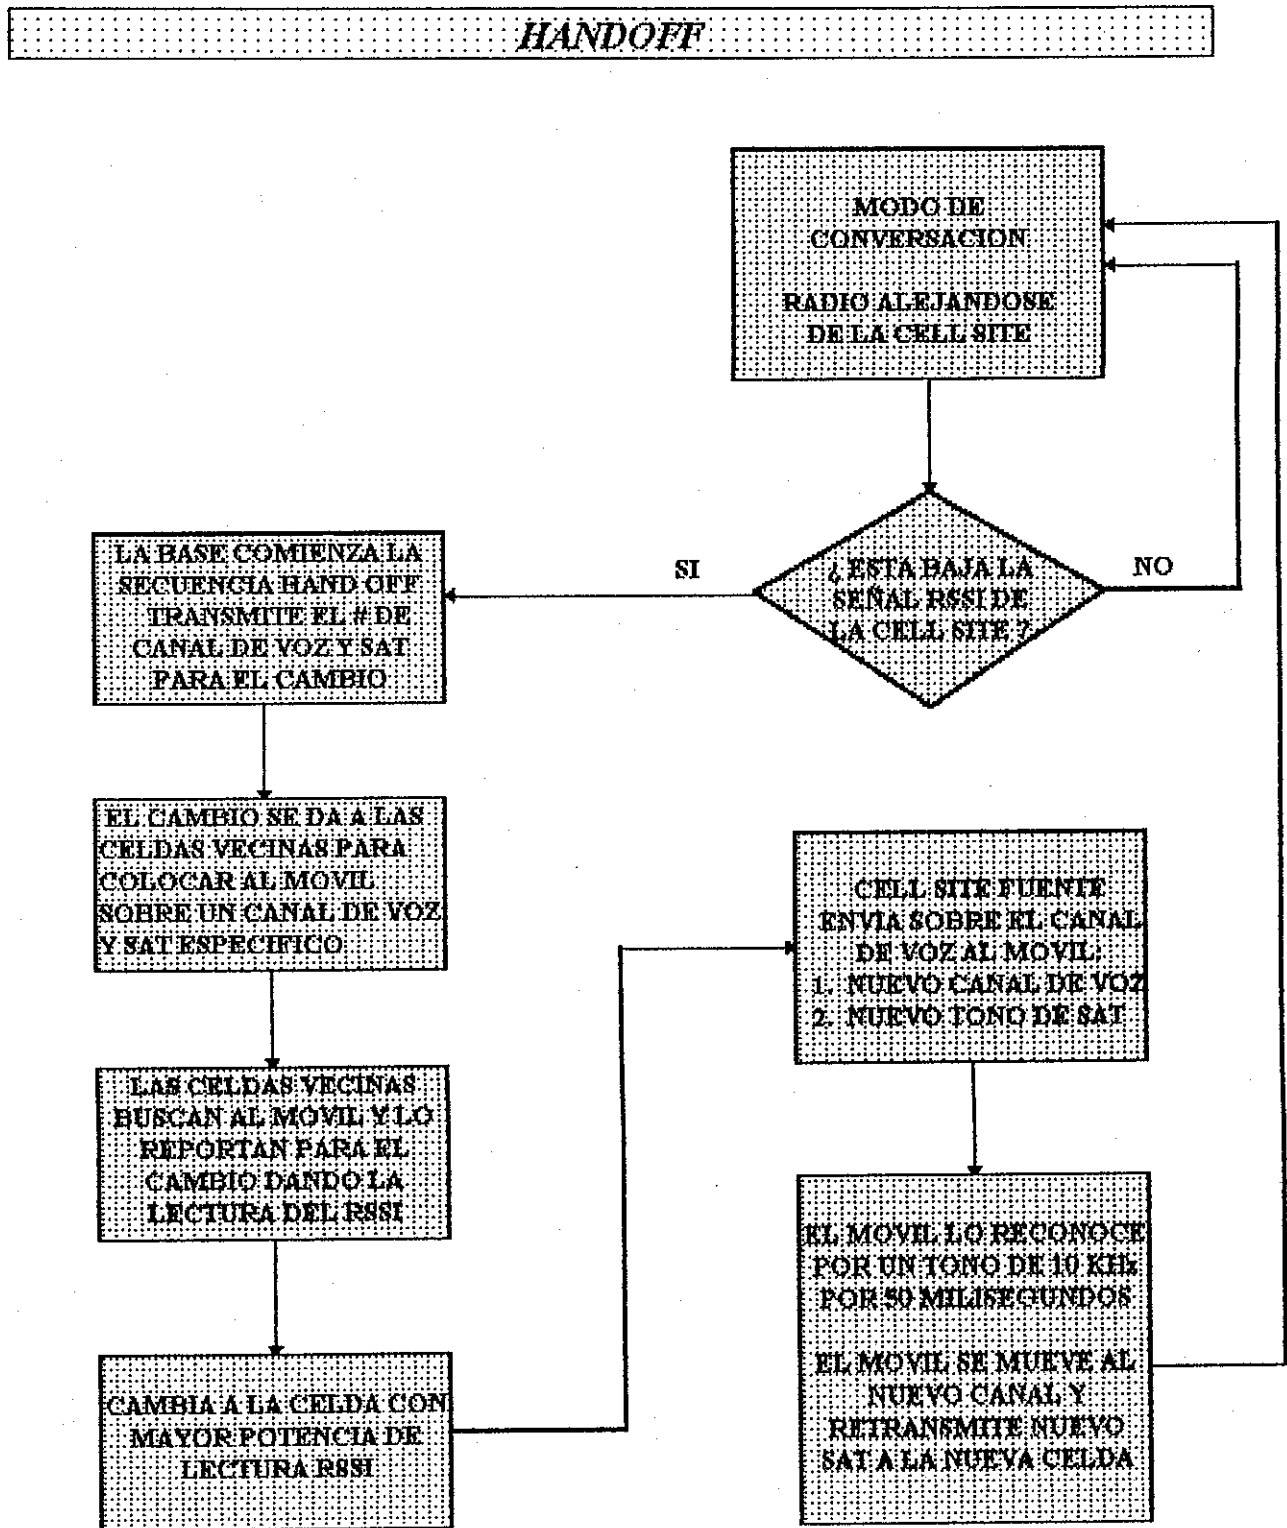 HANDOFF
MODO DE
CONVERSACION
RADIO ALEJANDOSE
DE LA CELL SITE
¿ ESTA BAJA LA
SEÑAL RSSI DE
LA CELL SITE ?
NO
SI
LA BASE COMIENZA LA
SECUENCIA HAND OFF
TRANSMITE EL # DE
CANAL DE VOZ Y SAT
PARA EL CAMBIO
EL CAMBIO SE DA A LAS
CELDAS VECINAS PARA
COLOCAR AL MOVIL
SOBRE UN CANAL DE VOZ
Y SAT ESPECIFICO
LAS CELDAS VECINAS
BUSCAN AL MOVIL Y LO
REPORTAN PARA EL
CAMBIO DANDO LA
LECTURA DEL RSSI
CAMBIA A LA CELDA CON
MAYOR POTENCIA DE
LECTURA RSSI
CELL SITE FUENTE
ENVIA SOBRE EL CANAL
DE VOZ AL MOVIL:
1. NUEVO CANAL DE VOZ
2. NUEVO TONO DE SAT
EL MOVIL LO RECONOCE
POR UN TONO DE 10 KHz
POR 50 MILISEGUNDOS
EL MOVIL SE MUEVE AL
NUEVO CANAL Y
RETRANSMITE NUEVO
SAT A LA NUEVA CELDA